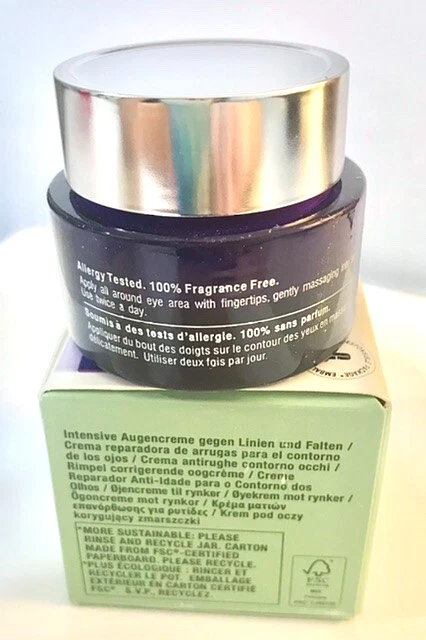 Allergy Tested. 100% Fragrance Free.
Apply all around eye area with fingertips, gently massaging in.
Use twice a day.
Soumis à des tests d'allergie. 100% sans parfum.
Appliquer du bout des doigts sur le contour des yeux en
délicatement. Utiliser deux fois par jour.
Intensive Augencreme gegen Linien und Falten /
Crema reparadora de arrugas para el contorno
de los ojos / Crema antirughe contorno occhi /
Rimpel corrigerende oogcrème / Creme
Reparador Anti-Idade para o Contorno dos
Olhos / Øjencreme til rynker / Øyekrem mot rynker /
Ögoncreme mot rynkor / Κρέμα ματιών
επανόρθωσης για ρυτίδες / Krem pod oczy
korygujący zmarszczki
*MORE SUSTAINABLE: PLEASE
RINSE AND RECYCLE JAR. CARTON
MADE FROM FSC®-CERTIFIED
PAPERBOARD. PLEASE RECYCLE.
*PLUS ÉCOLOGIQUE : RINCER ET
RECYCLER LE POT. EMBALLAGE
EXTÉRIEUR EN CARTON CERTIFIÉ
FSC®. S.V.P., RECYCLEZ.
FSC